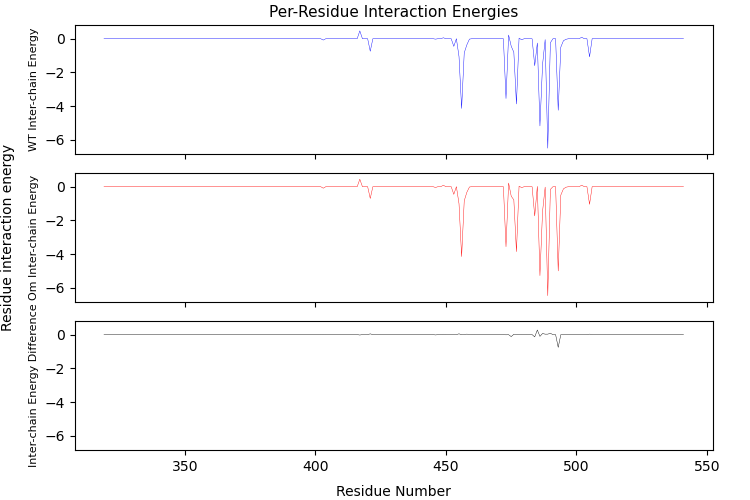 Per-Residue Interaction Energies
Residue interaction energy
WT Inter-chain Energy
0
−2
−4
−6
Om Inter-chain Energy
0
−2
−4
−6
Inter-chain Energy Difference
0
−2
−4
−6
350
400
450
500
550
Residue Number